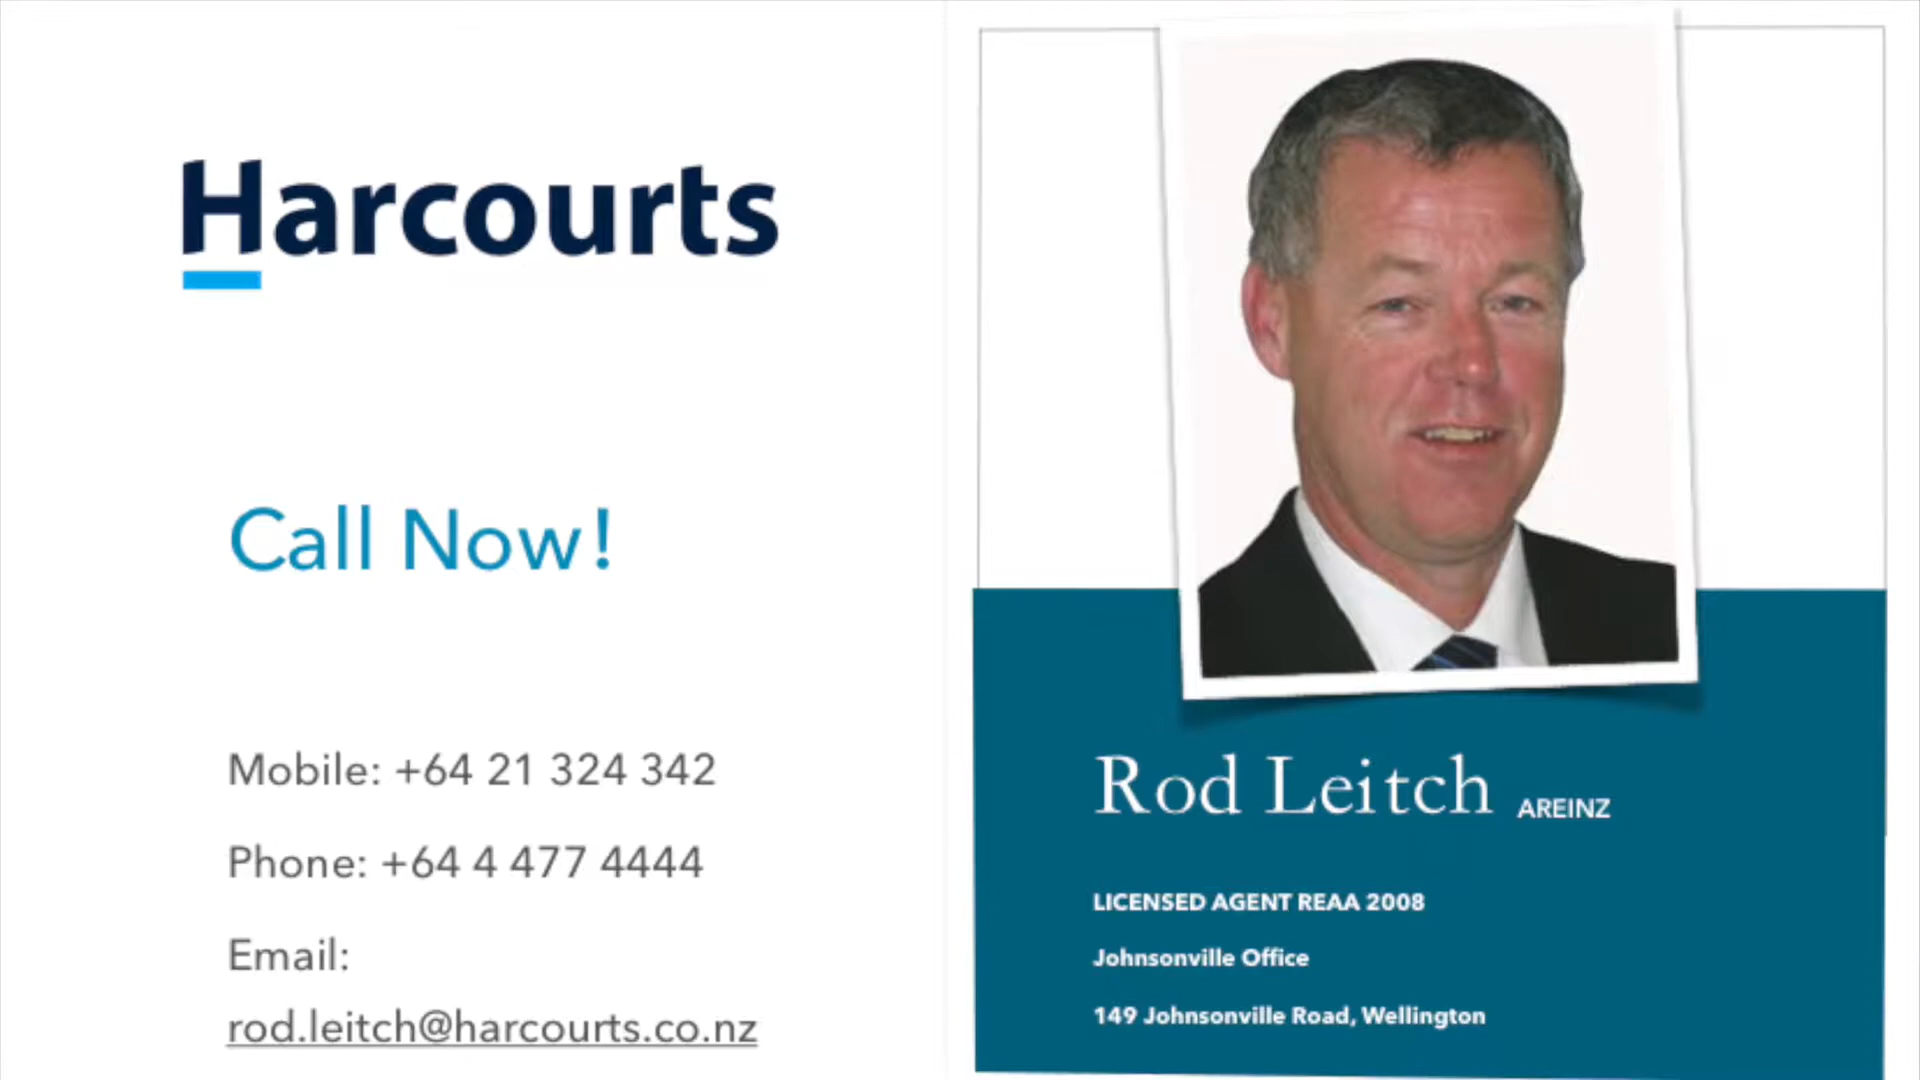 Harcourts
Call Now!
Mobile: +64 21 324 342
Phone: +64 4 477 4444
Email:
rod.leitch@harcourts.co.nz
Rod Leitch AREINZ
LICENSED AGENT REAA 2008
Johnsonville Office
149 Johnsonville Road, Wellington